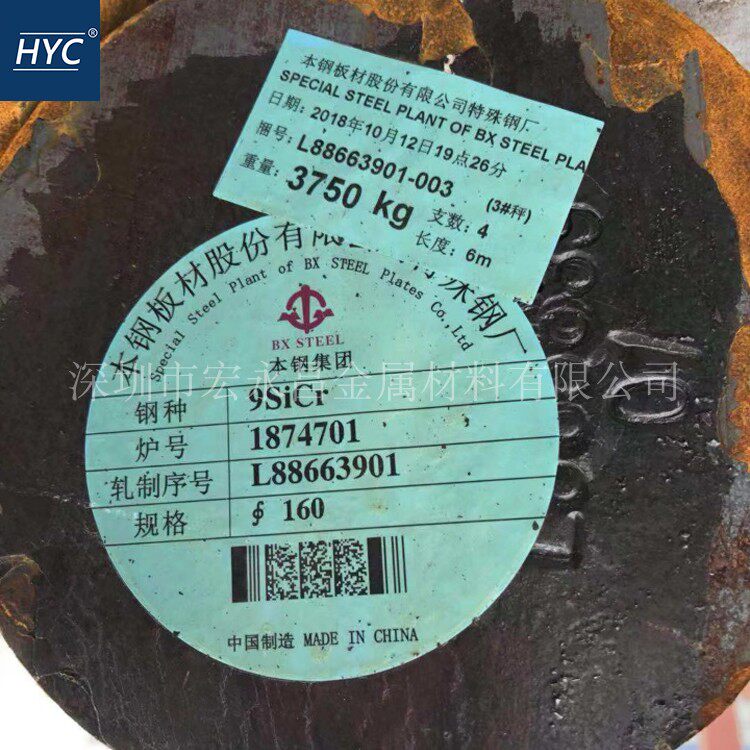 HYC®
本钢板材股份有限公司特殊钢厂
SPECIAL STEEL PLANT OF BX STEEL PLA
日期: 2018年10月12日19点26分
捆号: L88663901-003
(3#秤)
重量: 3750 kg 支数: 4
长度: 6m
本钢板材股份有限 殊钢厂
Special Steel Plant of BX STEEL Plates Co., Ltd
BX STEEL
本钢集团
深圳市宏永昌金属材料有限公司
钢种 9SiCr
炉号 1874701
轧制序号 L88663901
规格 ∮ 160
中国制造 MADE IN CHINA